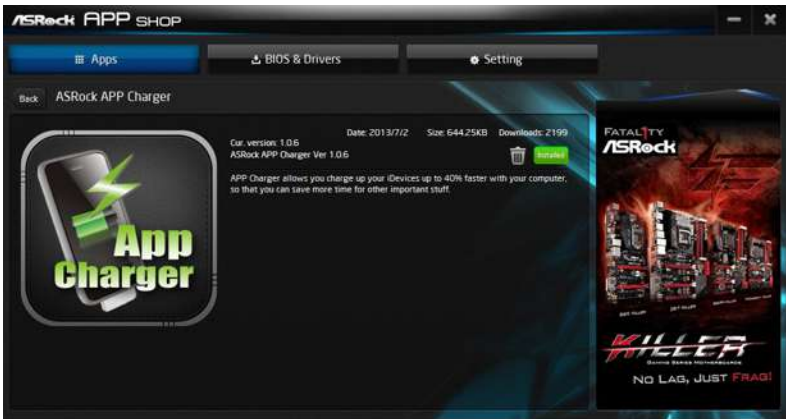 ASRock APP SHOP
Apps
BIOS & Drivers
Setting
Back
ASRock APP Charger
Date: 2013/7/2 Size: 644.25KB Downloads: 2199
Cur. version: 1.0.6
ASRock APP Charger Ver 1.0.6
Installed
APP Charger allows you charge up your iDevices up to 40% faster with your computer,
so that you can save more time for other important stuff.
App
Charger
FATAL1TY
ASRock
KILLER
GAMING SERIES MOTHERBOARDS
NO LAG, JUST FRAG!